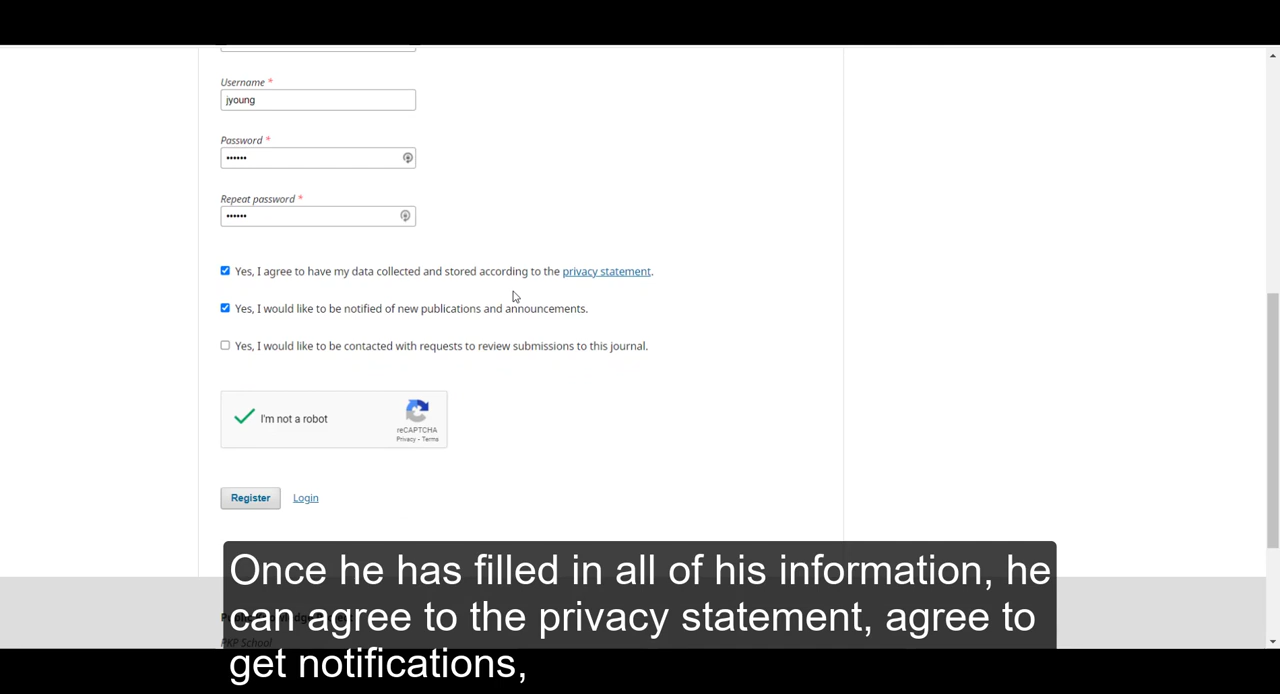 Username *
jyoung
Password *
••••••
Repeat password *
••••••
Yes, I agree to have my data collected and stored according to the privacy statement.
Yes, I would like to be notified of new publications and announcements.
Yes, I would like to be contacted with requests to review submissions to this journal.
I'm not a robot
reCAPTCHA
Privacy - Terms
Register Login
Once he has filled in all of his information, he
can agree to the privacy statement, agree to
get notifications,
PKP School